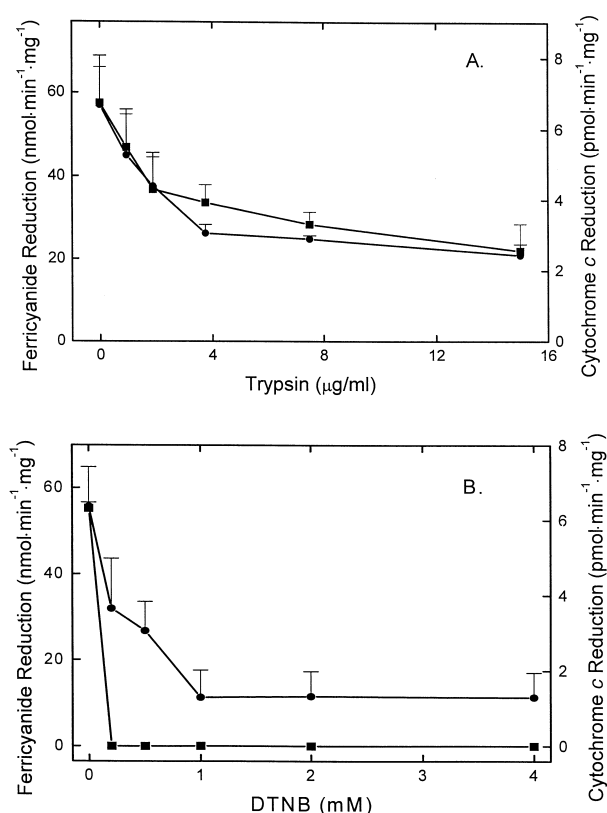 A.
Ferricyanide Reduction (nmol·min⁻¹·mg⁻¹)
60
40
20
0
Cytochrome c Reduction (pmol·min⁻¹·mg⁻¹)
8
6
4
2
0
0 4 8 12 16
Trypsin (µg/ml)
B.
Ferricyanide Reduction (nmol·min⁻¹·mg⁻¹)
60
40
20
0
Cytochrome c Reduction (pmol·min⁻¹·mg⁻¹)
8
6
4
2
0
0 1 2 3 4
DTNB (mM)